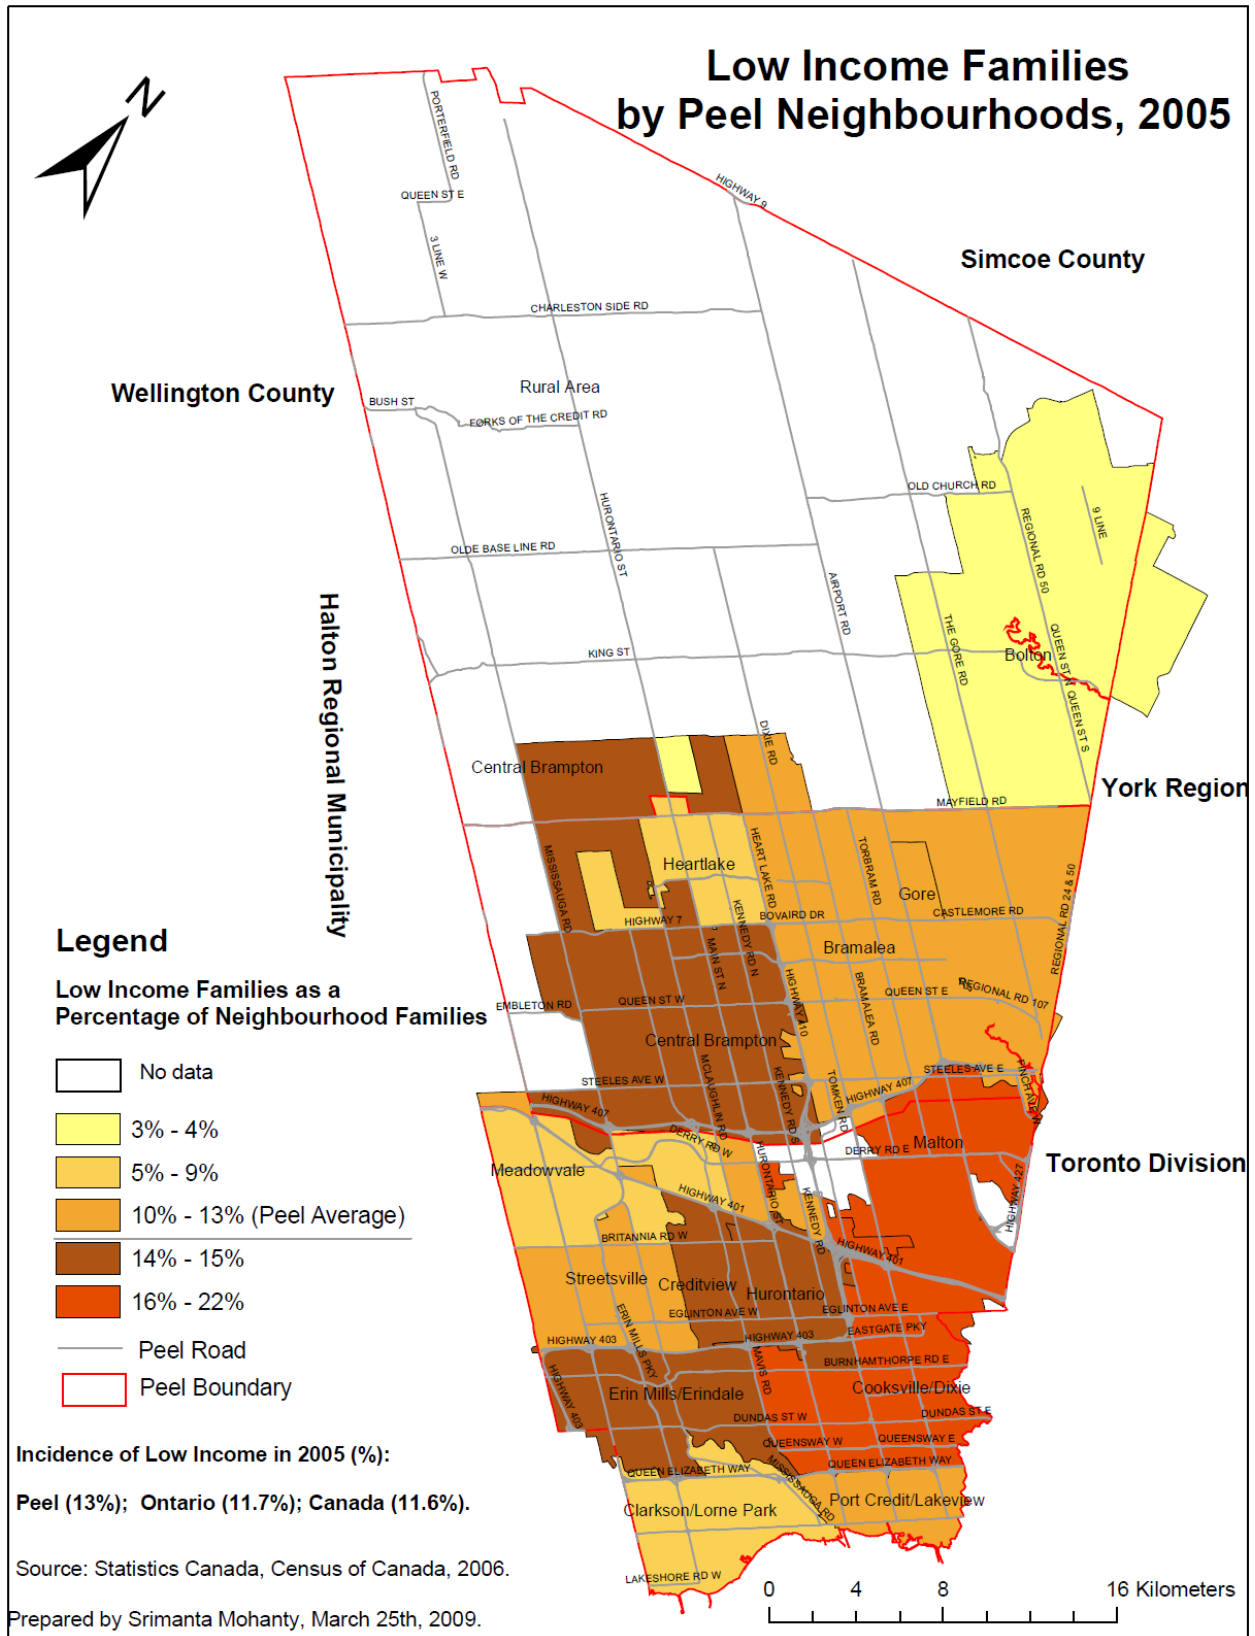 Low Income Families
by Peel Neighbourhoods, 2005
N
PORTERFIELD RD
QUEEN ST E
HIGHWAY 9
3 LINE W
Simcoe County
CHARLESTON SIDE RD
Wellington County
Rural Area
BUSH ST
FORKS OF THE CREDIT RD
OLD CHURCH RD
HURONTARIO ST
REGIONAL RD 50
9 LINE
OLDE BASE LINE RD
AIRPORT RD
THE GORE RD
Halton Regional Municipality
KING ST
Bolton
QUEEN ST N
QUEEN ST S
DIXIE RD
Central Brampton
York Region
MAYFIELD RD
MISSISSAUGA RD
Heartlake
HEART LAKE RD
TORBRAM RD
Gore
REGIONAL RD 24 & 50
HIGHWAY 7
KENNEDY RD N
BOVAIRD DR
CASTLEMORE RD
MAIN ST N
Bramalea
HIGHWAY 410
BRAMALEA RD
QUEEN ST E
REGIONAL RD 107
EMBLETON RD
QUEEN ST W
Central Brampton
STEELES AVE W
MCLAUGHLIN RD
KENNEDY RD S
TOMKEN RD
STEELES AVE E
FINCH AVE W
HIGHWAY 407
HIGHWAY 407
DERRY RD W
HURONTARIO ST
DERRY RD E
Malton
Toronto Division
Meadowvale
HIGHWAY 401
KENNEDY RD
HIGHWAY 427
BRITANNIA RD W
HIGHWAY 401
Streetsville
Creditview
Hurontario
ERIN MILLS PKY
EGLINTON AVE W
EGLINTON AVE E
HIGHWAY 403
HIGHWAY 403
EASTGATE PKY
HIGHWAY 403
MAVIS RD
BURNHAMTHORPE RD E
Erin Mills/Erindale
Cooksville/Dixie
DUNDAS ST W
DUNDAS ST E
QUEENSWAY W
QUEENSWAY E
QUEEN ELIZABETH WAY
MISSISSAUGA RD
QUEEN ELIZABETH WAY
Clarkson/Lorne Park
Port Credit/Lakeview
LAKESHORE RD W
Legend
Low Income Families as a
Percentage of Neighbourhood Families
No data
3% - 4%
5% - 9%
10% - 13% (Peel Average)
14% - 15%
16% - 22%
Peel Road
Peel Boundary
Incidence of Low Income in 2005 (%):
Peel (13%); Ontario (11.7%); Canada (11.6%).
Source: Statistics Canada, Census of Canada, 2006.
Prepared by Srimanta Mohanty, March 25th, 2009.
0 4 8 16 Kilometers